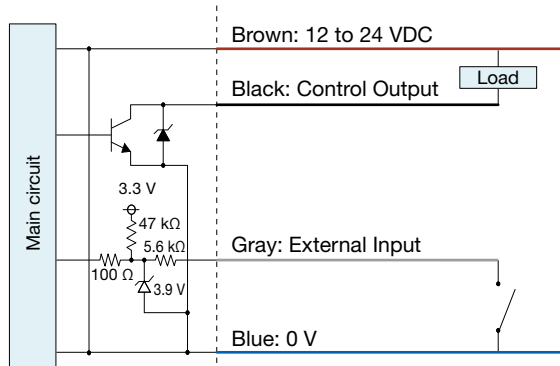 Brown: 12 to 24 VDC
Load
Black: Control Output
Main circuit
3.3 V
47 kΩ
5.6 kΩ
Gray: External Input
100 Ω
3.9 V
Blue: 0 V